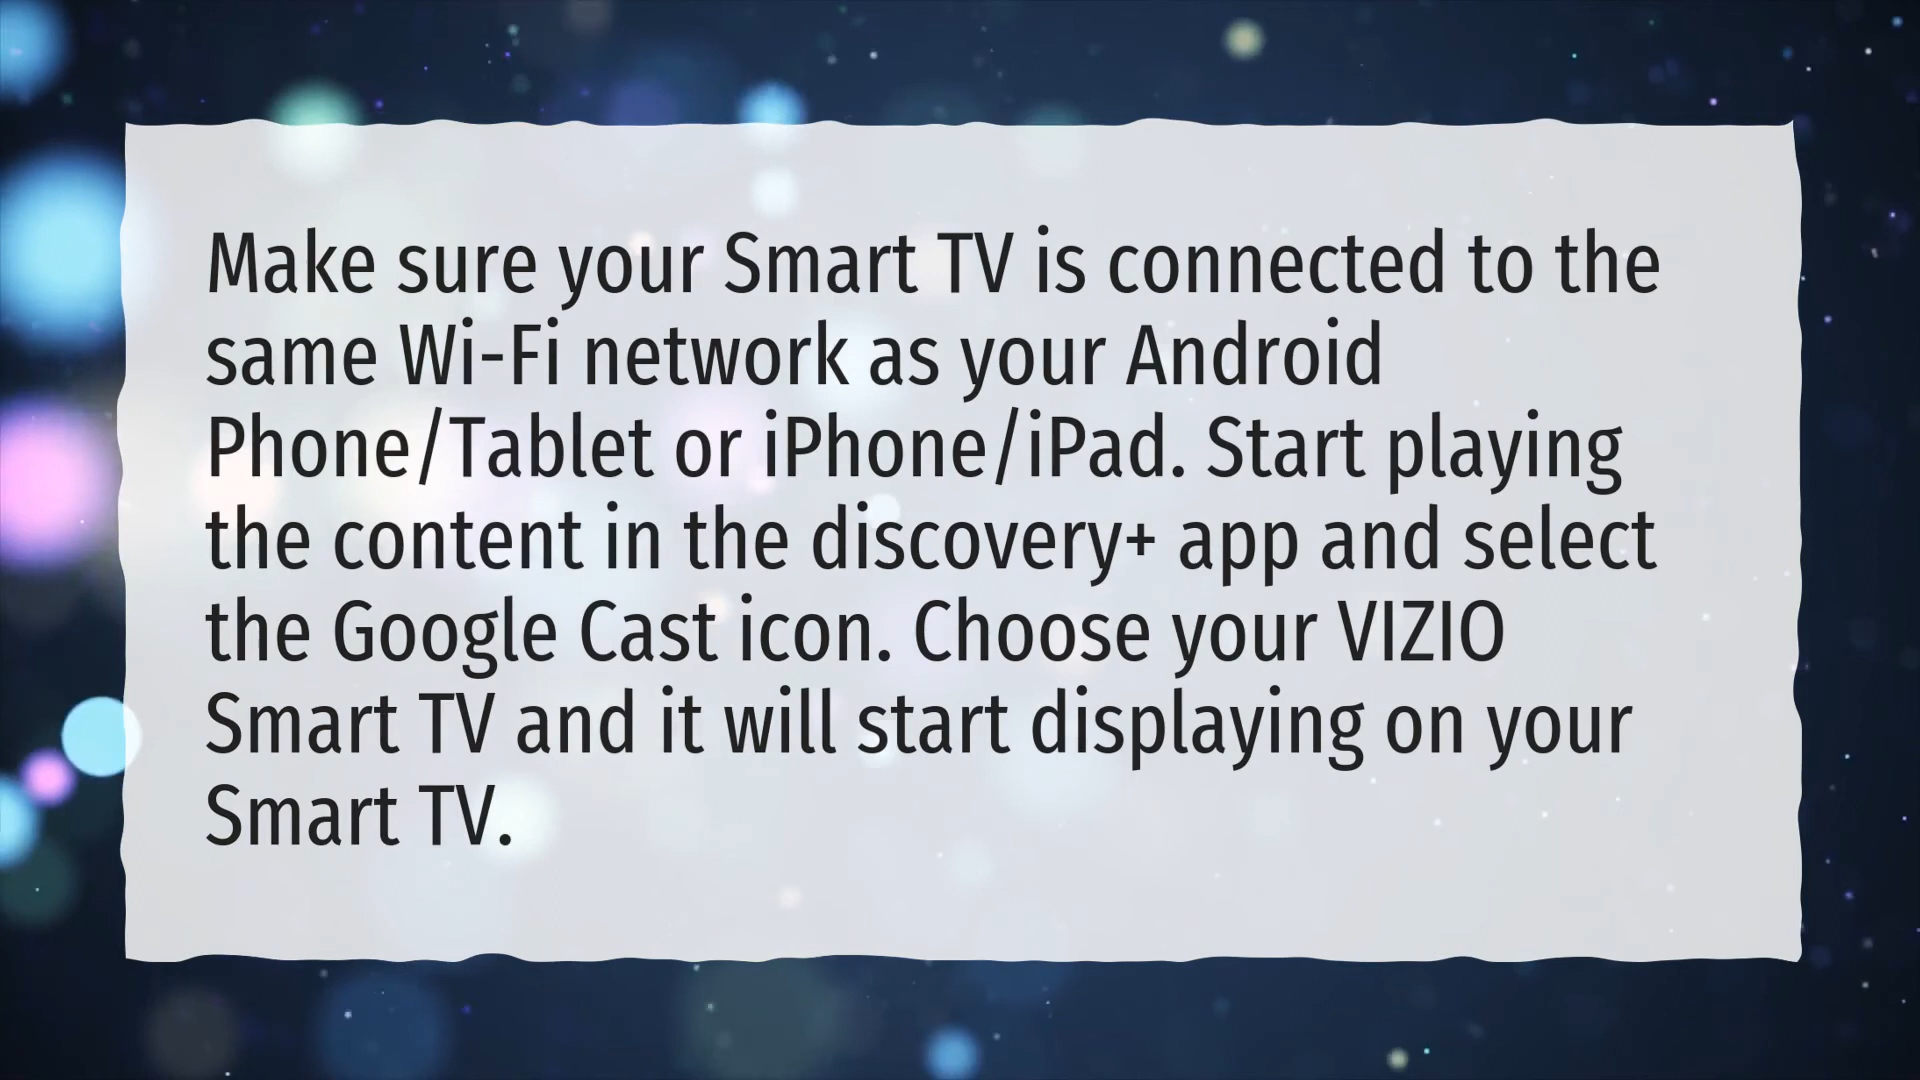 Make sure your Smart TV is connected to the
same Wi-Fi network as your Android
Phone/Tablet or iPhone/iPad. Start playing
the content in the discovery+ app and select
the Google Cast icon. Choose your VIZIO
Smart TV and it will start displaying on your
Smart TV.